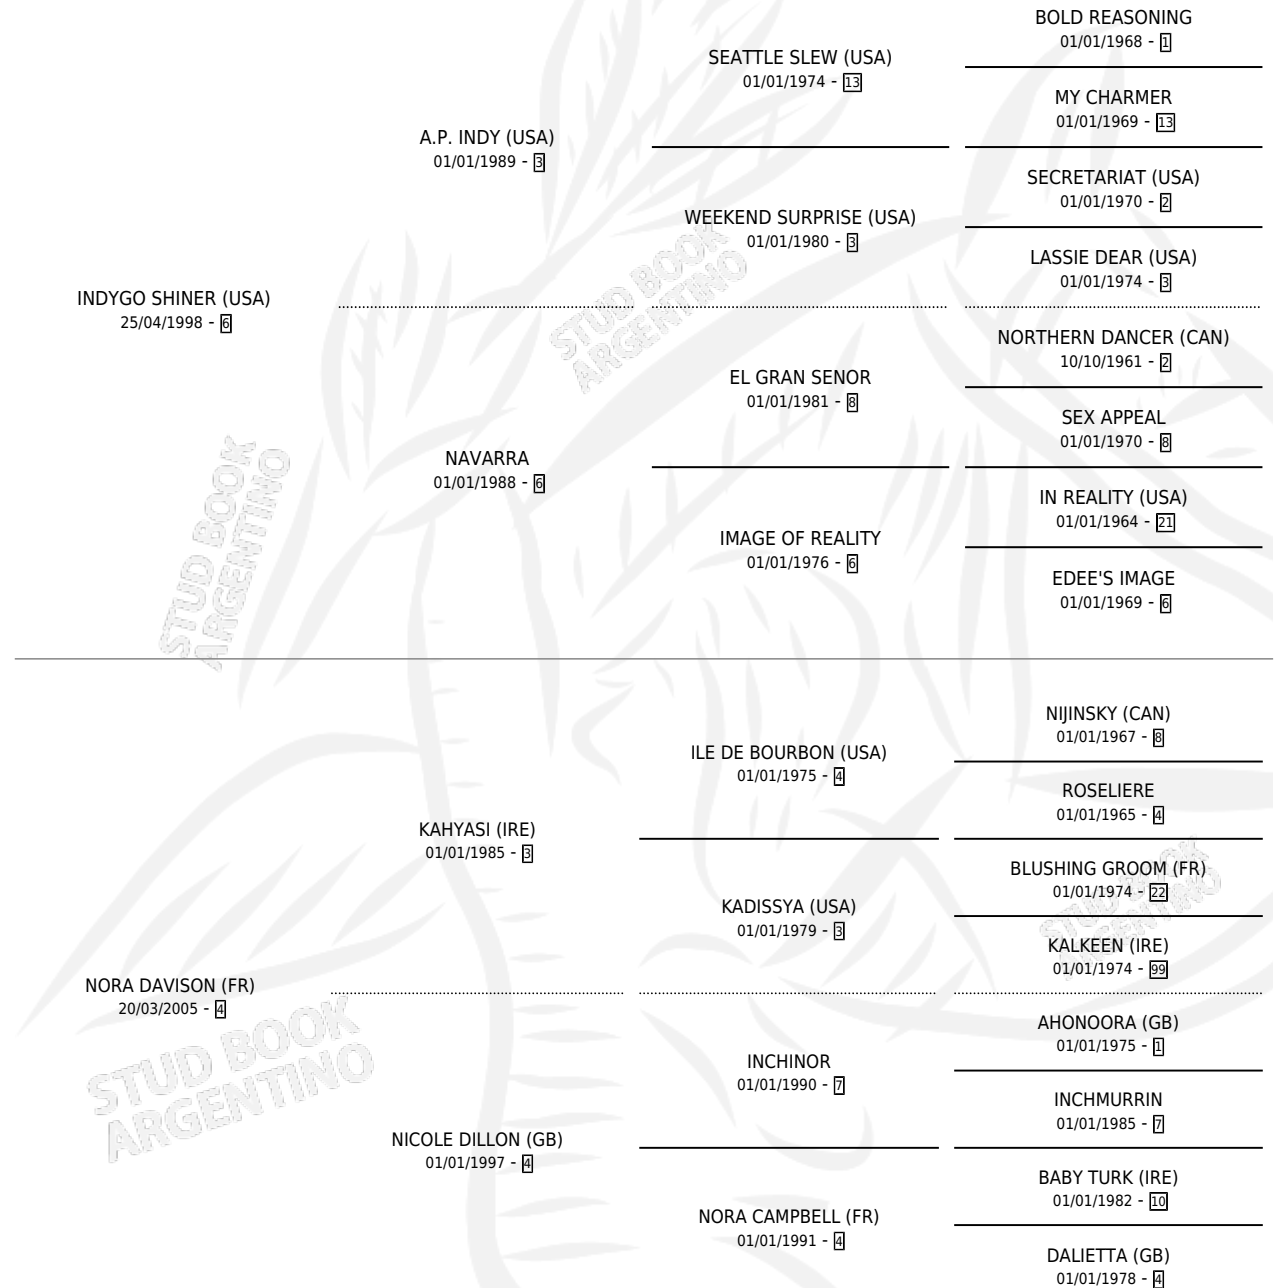 BOLD REASONING
01/01/1968 - 1
SEATTLE SLEW (USA)
01/01/1974 - 13
MY CHARMER
01/01/1969 - 13
A.P. INDY (USA)
01/01/1989 - 3
SECRETARIAT (USA)
01/01/1970 - 2
WEEKEND SURPRISE (USA)
01/01/1980 - 3
LASSIE DEAR (USA)
01/01/1974 - 3
INDYGO SHINER (USA)
25/04/1998 - 6
NORTHERN DANCER (CAN)
10/10/1961 - 2
EL GRAN SENOR
01/01/1981 - 8
SEX APPEAL
01/01/1970 - 8
NAVARRA
01/01/1988 - 6
IN REALITY (USA)
01/01/1964 - 21
IMAGE OF REALITY
01/01/1976 - 6
EDEE'S IMAGE
01/01/1969 - 6
NIJINSKY (CAN)
01/01/1967 - 8
ILE DE BOURBON (USA)
01/01/1975 - 4
ROSELIERE
01/01/1965 - 4
KAHYASI (IRE)
01/01/1985 - 3
BLUSHING GROOM (FR)
01/01/1974 - 22
KADISSYA (USA)
01/01/1979 - 3
KALKEEN (IRE)
01/01/1974 - 99
NORA DAVISON (FR)
20/03/2005 - 4
AHONOORA (GB)
01/01/1975 - 1
INCHINOR
01/01/1990 - 7
INCHMURRIN
01/01/1985 - 7
NICOLE DILLON (GB)
01/01/1997 - 4
BABY TURK (IRE)
01/01/1982 - 10
NORA CAMPBELL (FR)
01/01/1991 - 4
DALIETTA (GB)
01/01/1978 - 4
STUD BOOK
ARGENTINO
STUD BOOK
ARGENTINO
STUD BOOK
ARGENTINO
STUD BOOK
ARGENTINO